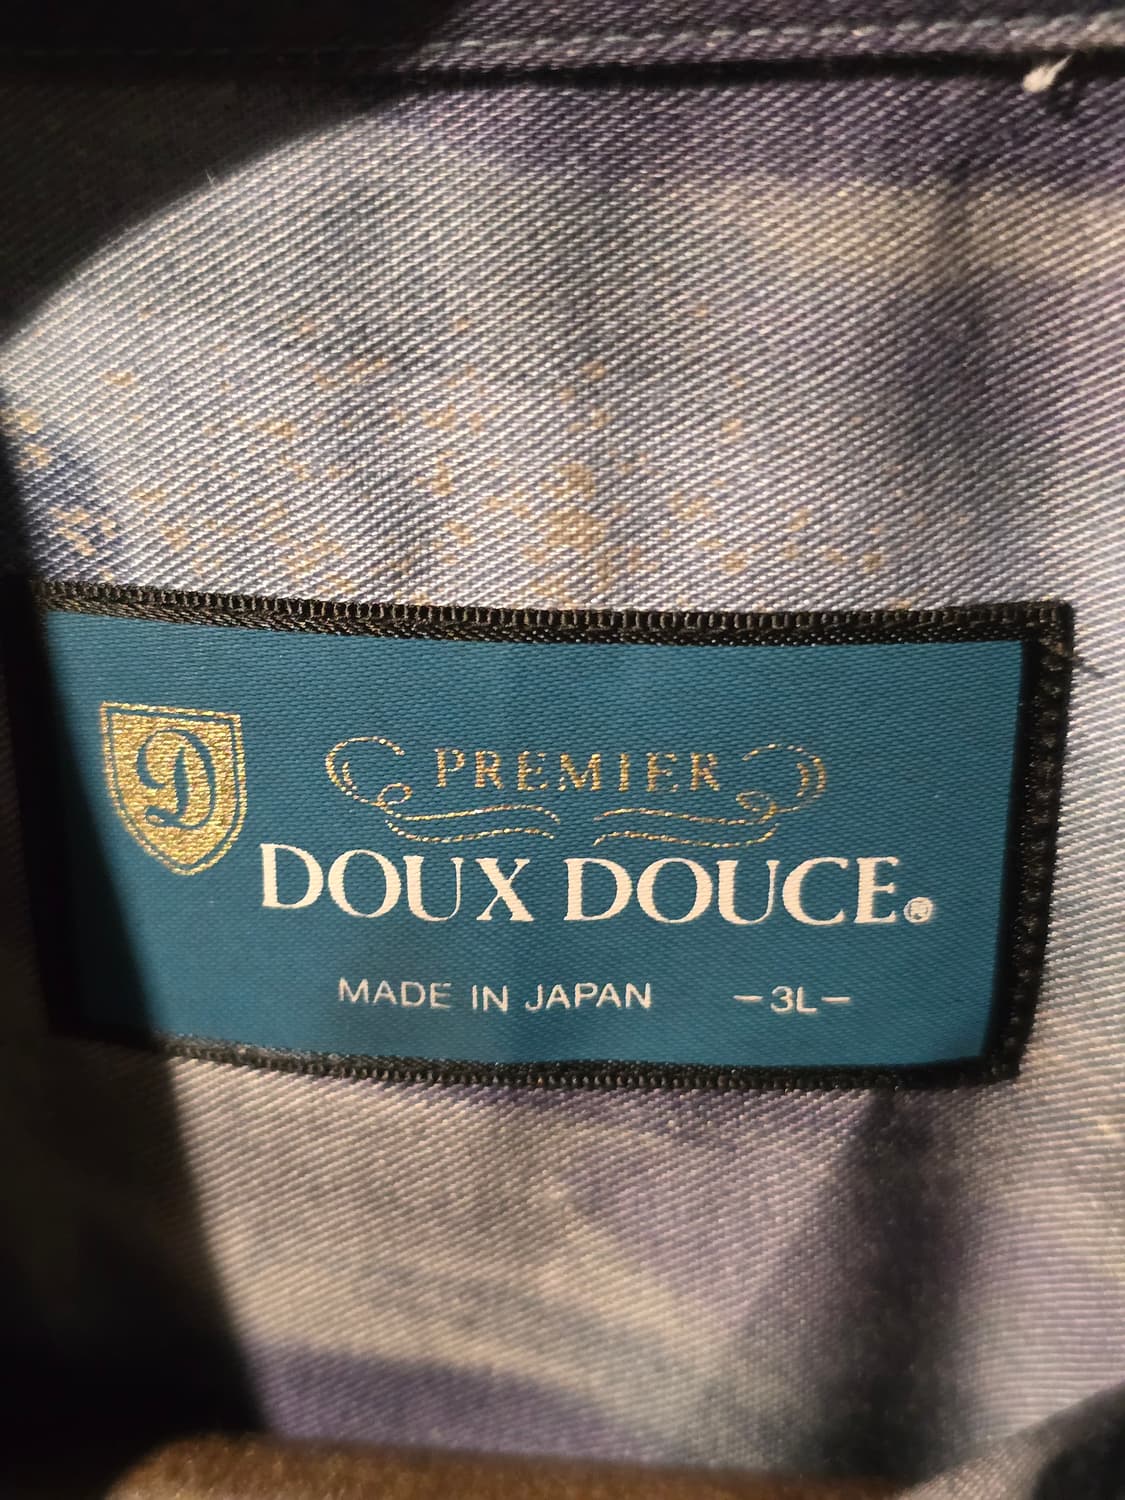 D
PREMIER
DOUX DOUCE®
MADE IN JAPAN -3L-